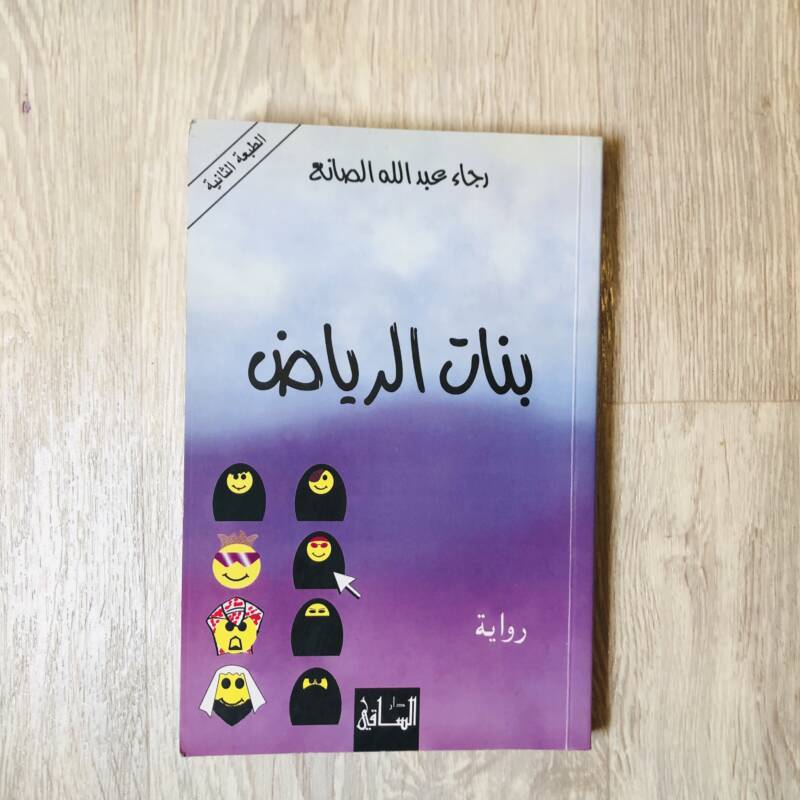 الطبعة الثانية
رجاء عبد الله الصانع
بنات الرياض
رواية
دار
الساقي